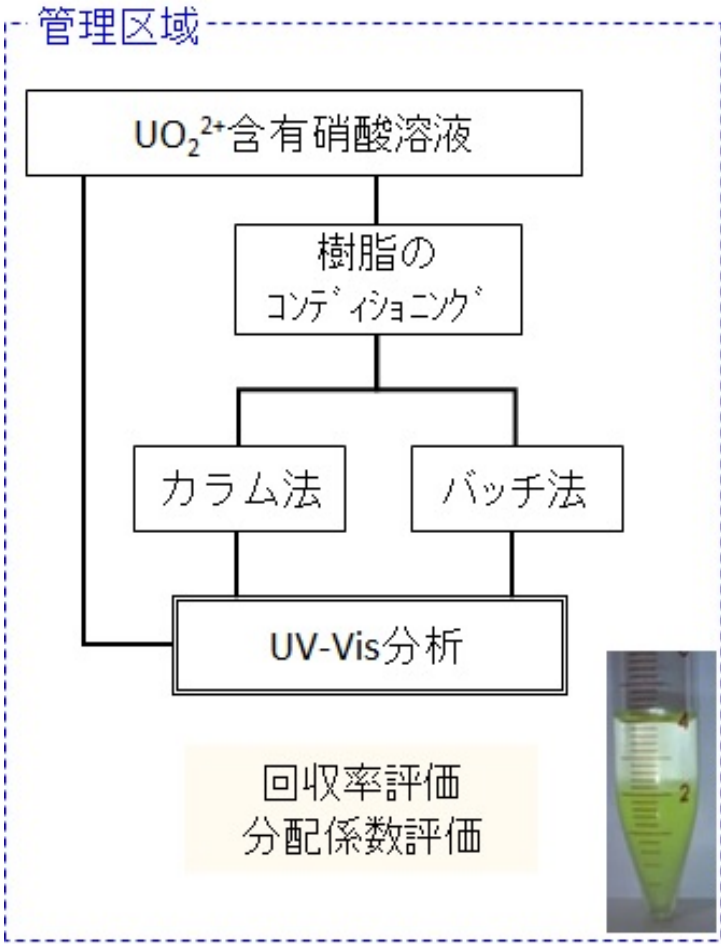 管理区域
UO₂²⁺含有硝酸溶液
樹脂の
ｺﾝﾃﾞｨｼｮﾆﾝｸﾞ
カラム法
バッチ法
UV-Vis分析
回収率評価
分配係数評価
4
2